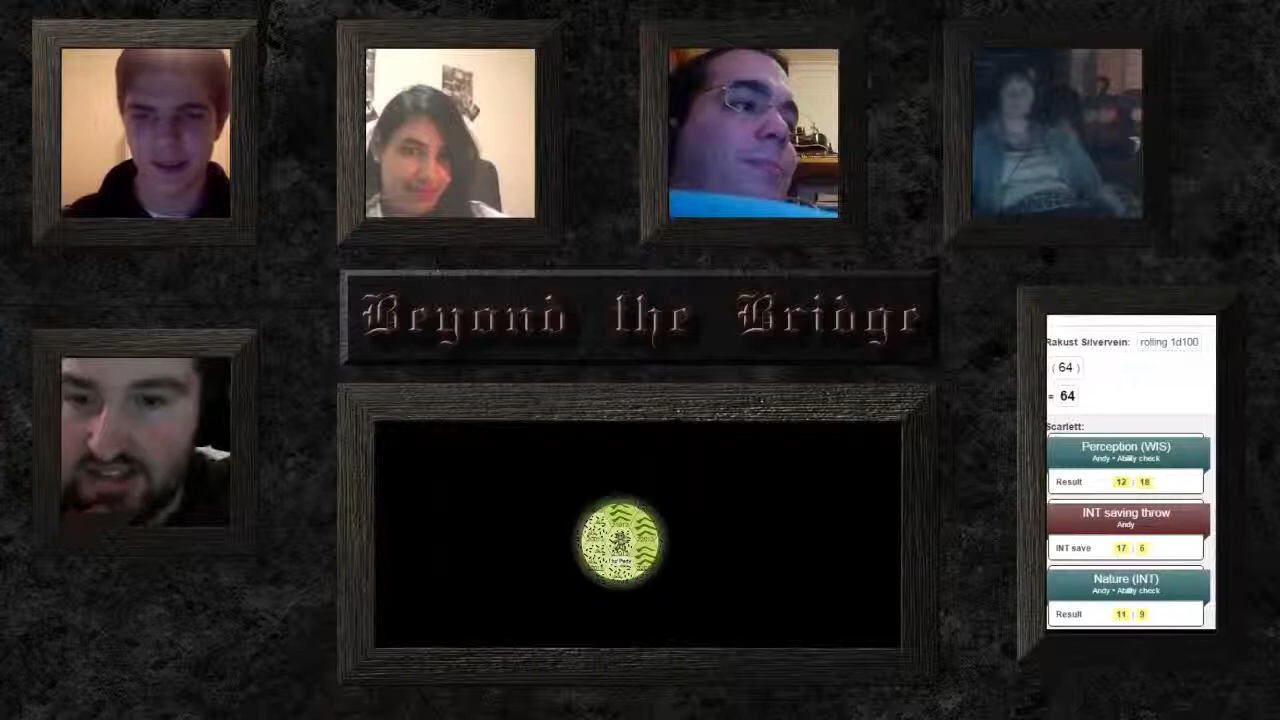 Beyond the Bridge
Rakust Silvervein: rolling 1d100
( 64 )
= 64
Scarlett:
Perception (WIS)
Andy • Ability check
Result 12 | 18
INT saving throw
Andy
INT save 17 | 6
Nature (INT)
Andy • Ability check
Result 11 | 9